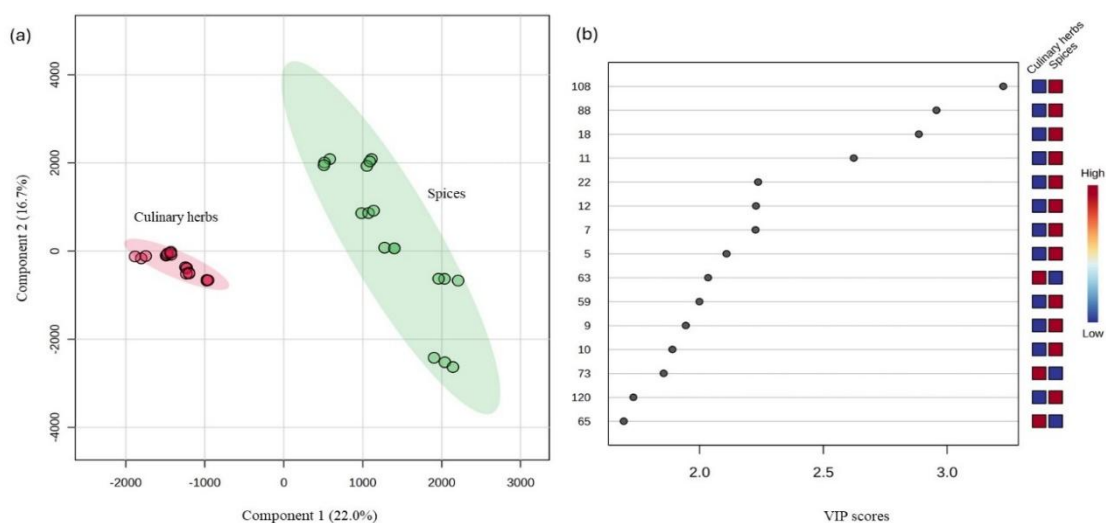 (a)
4000
2000
0
-2000
-4000
Component 2 (16.7%)
Culinary herbs
Spices
-2000
-1000
0
1000
2000
3000
Component 1 (22.0%)
(b)
Culinary herbs
Spices
108
88
18
11
22
12
7
5
63
59
9
10
73
120
65
2.0
2.5
3.0
VIP scores
High
Low